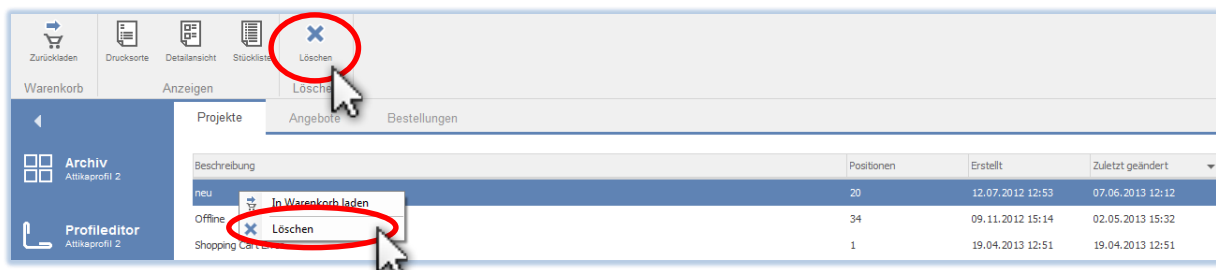 Zurückladen Drucksorte Detailansicht Stückliste Löschen
Warenkorb Anzeigen
Projekte Angebote Bestellungen
Archiv
Attikaprofil 2
Beschreibung Positionen Erstellt Zuletzt geändert
neu 20 12.07.2012 12:53 07.06.2013 12:12
In Warenkorb laden
Offline 34 09.11.2012 15:14 02.05.2013 15:32
Löschen
Profileditor
Attikaprofil 2
Shopping Cart 1 19.04.2013 12:51 19.04.2013 12:51